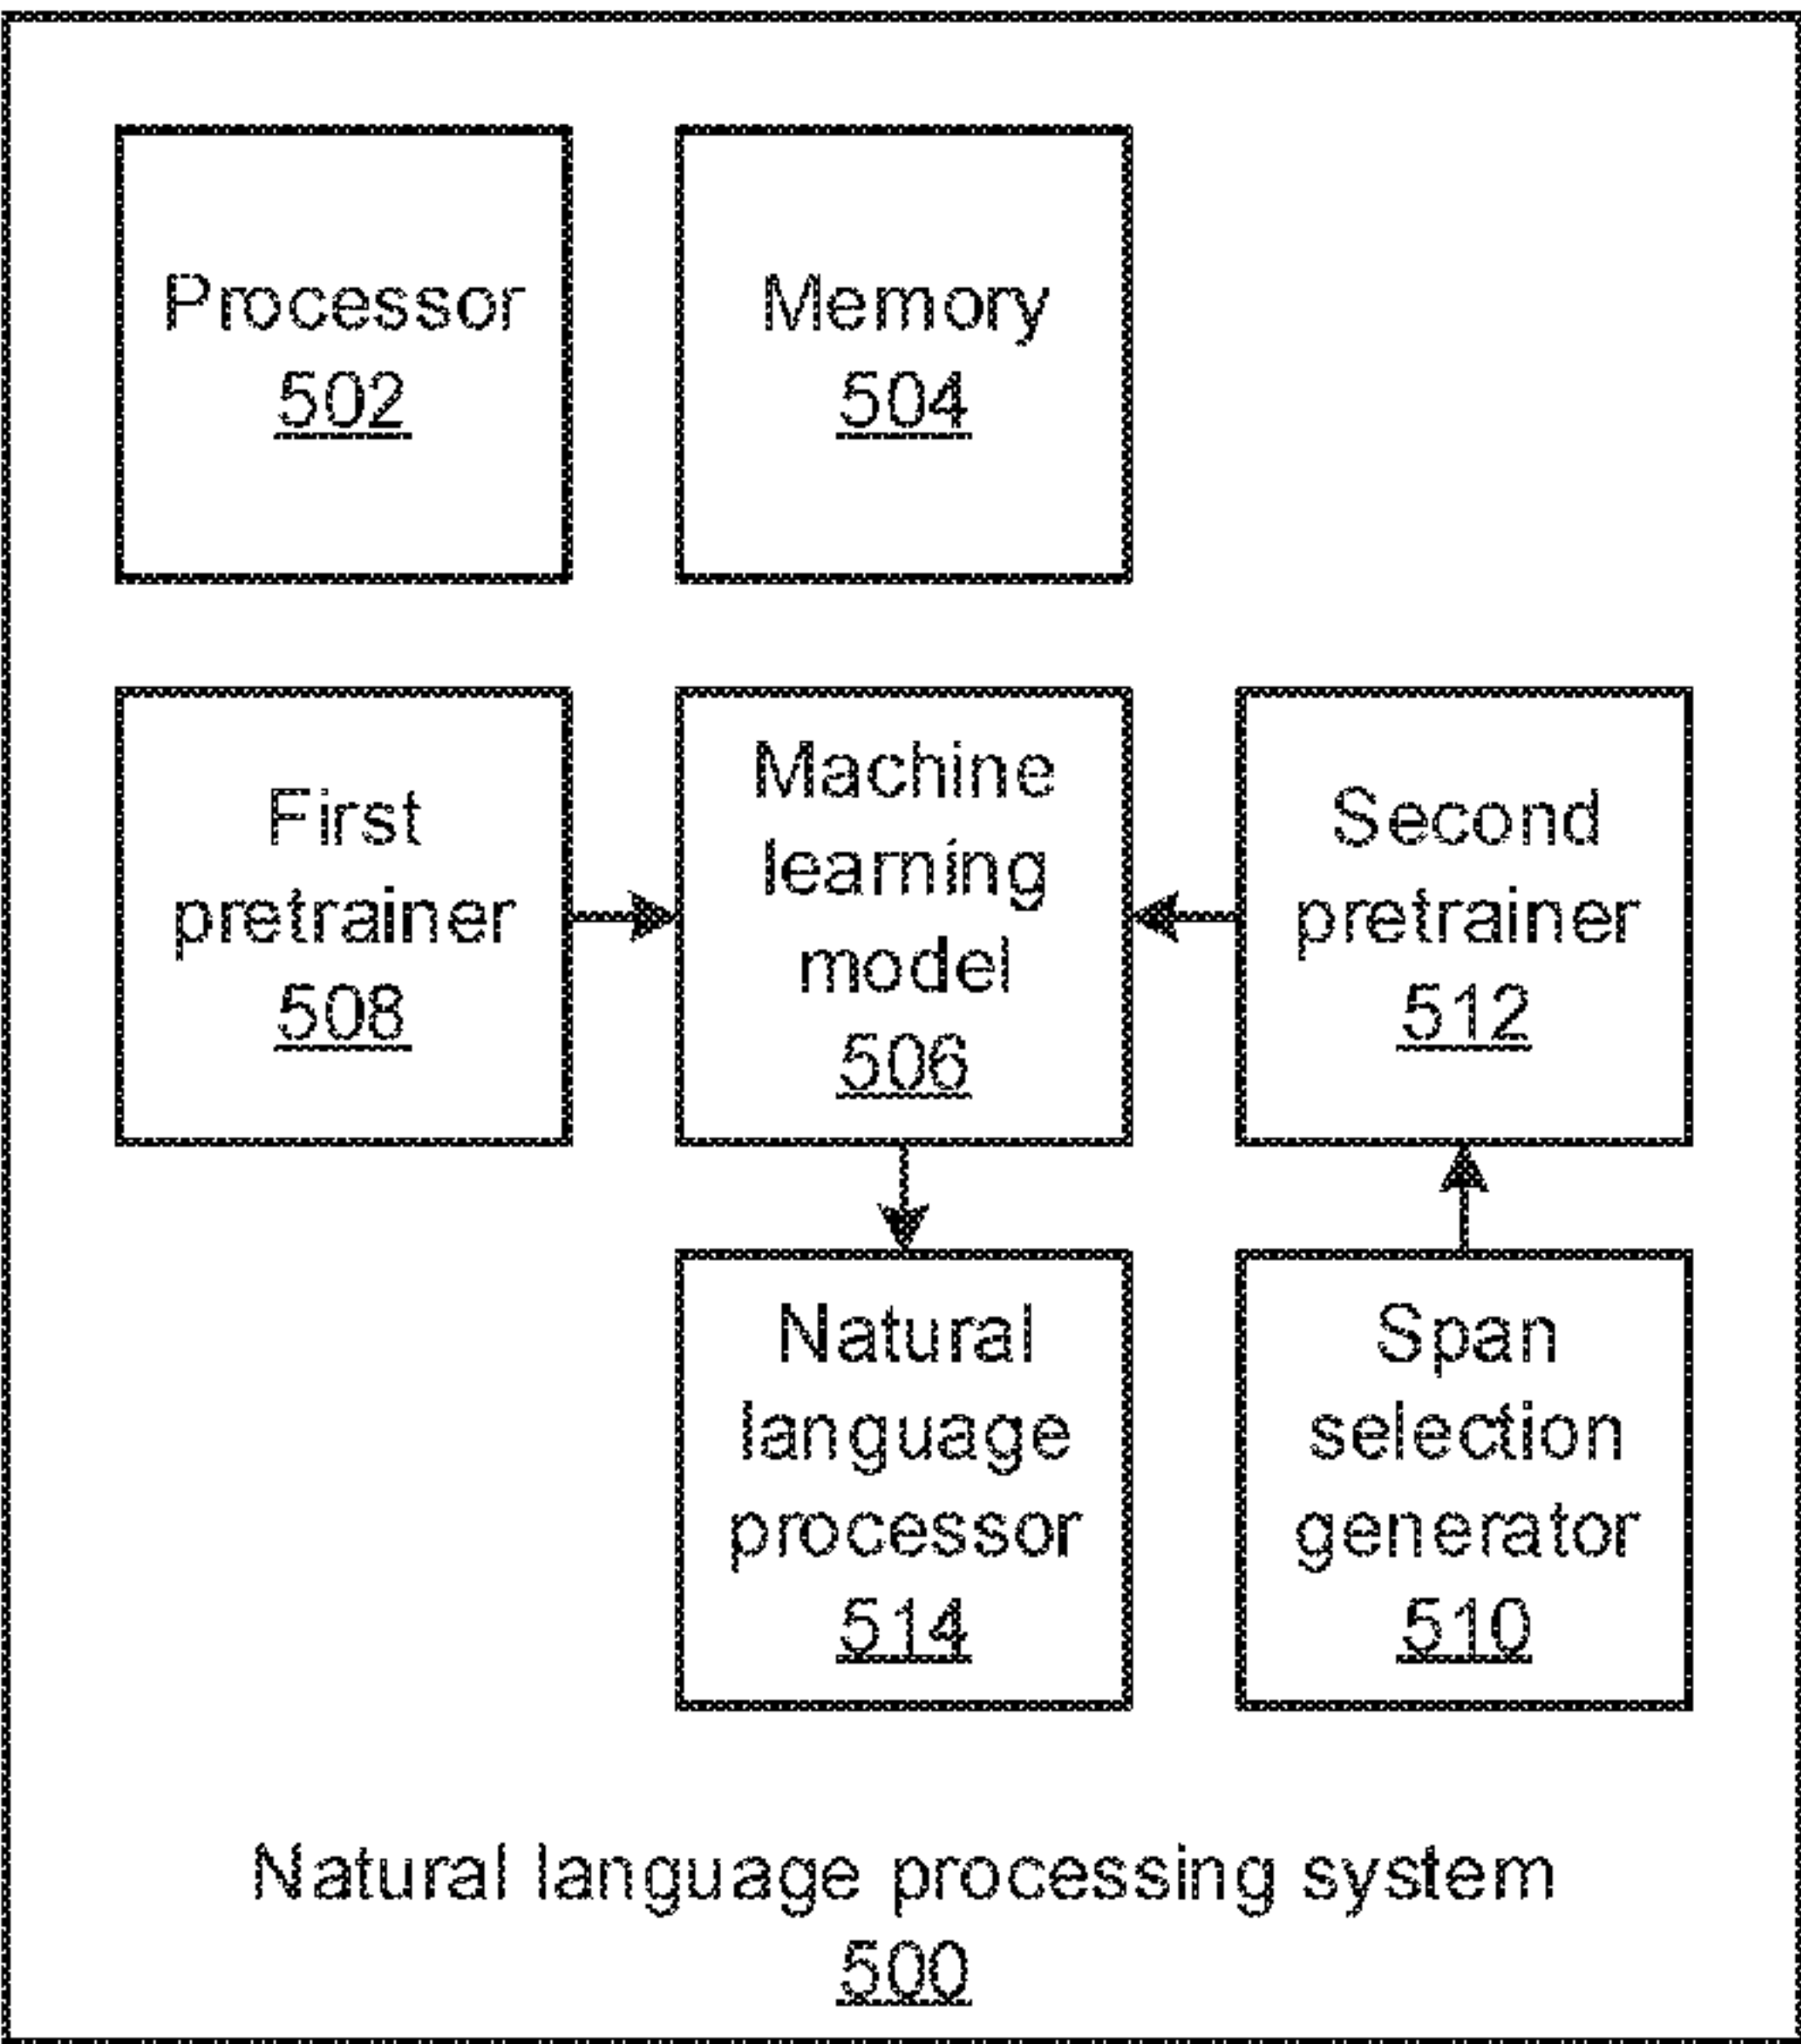 Processor
502
Memory
504
First
pretrainer
508
Machine
learning
model
506
Second
pretrainer
512
Natural
language
processor
514
Span
selection
generator
510
Natural language processing system
500